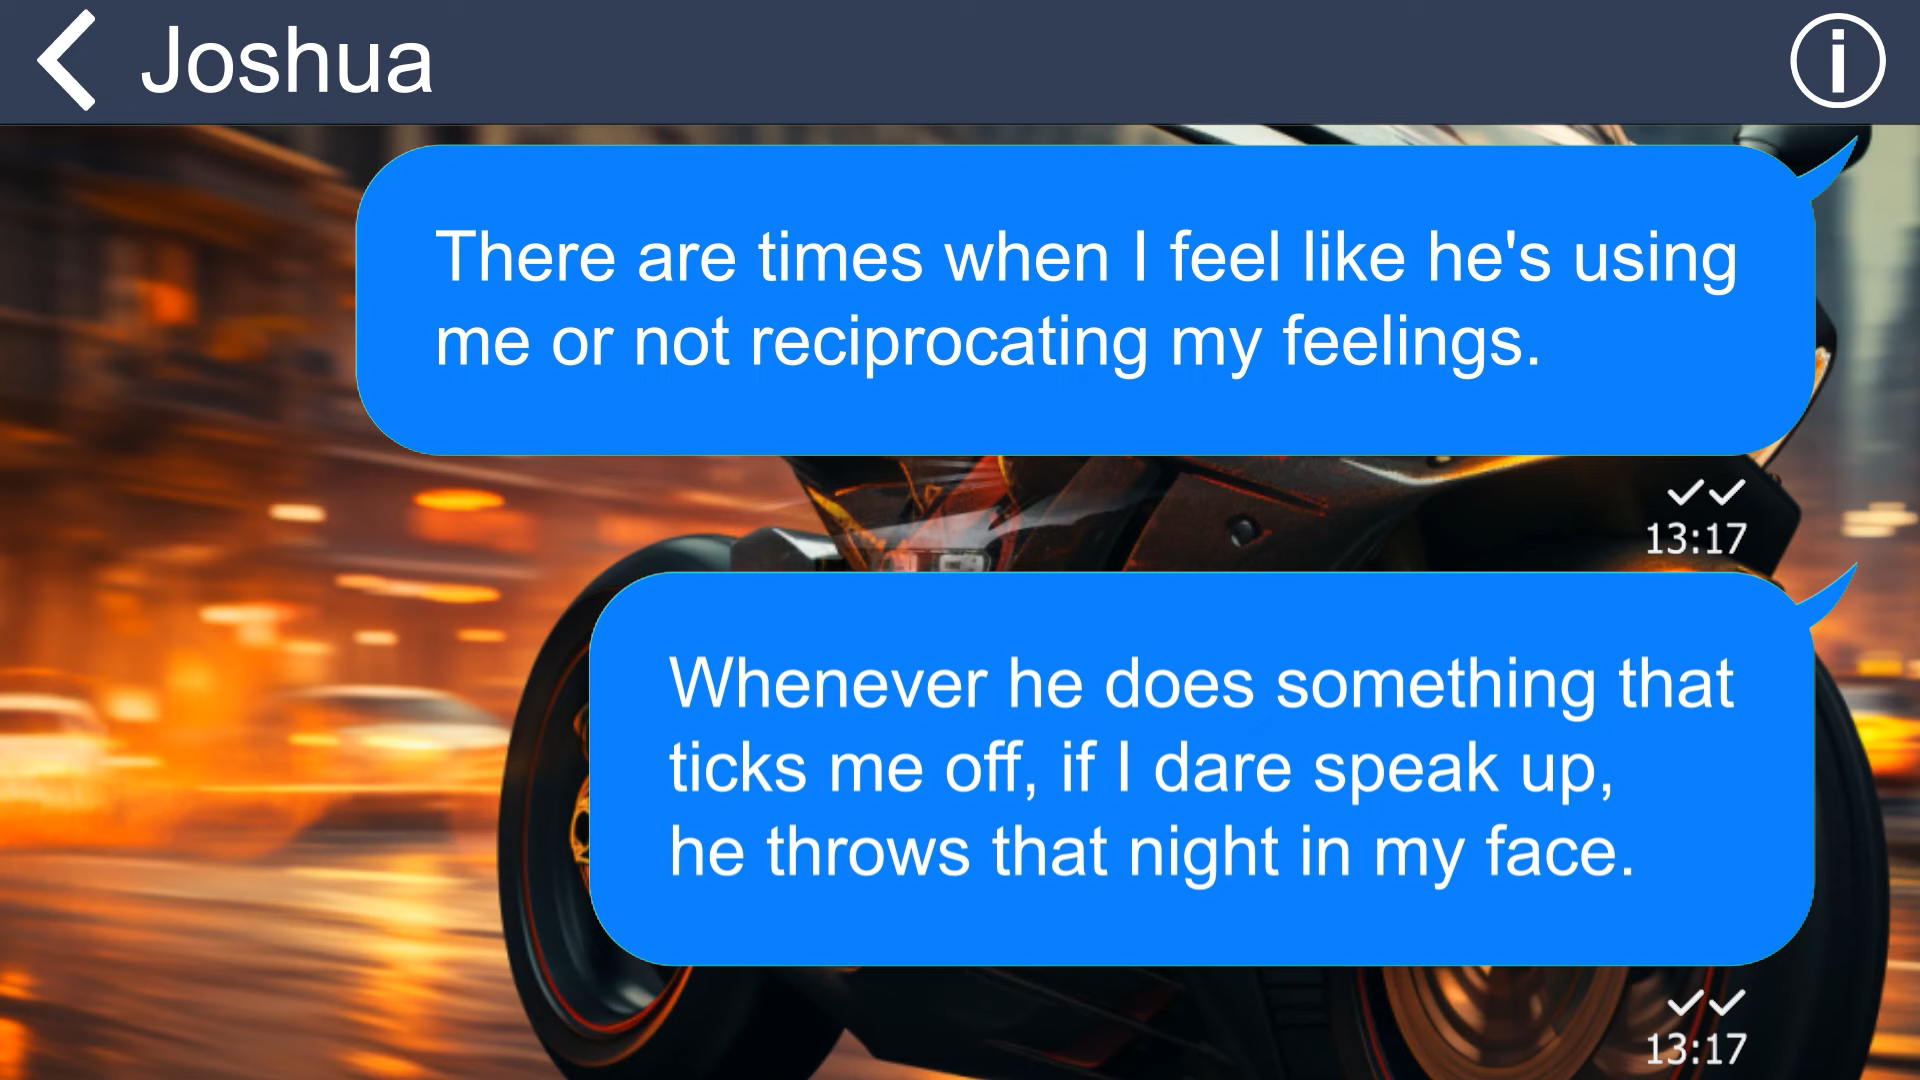 Joshua
There are times when I feel like he's using
me or not reciprocating my feelings.
13:17
Whenever he does something that
ticks me off, if I dare speak up,
he throws that night in my face.
13:17